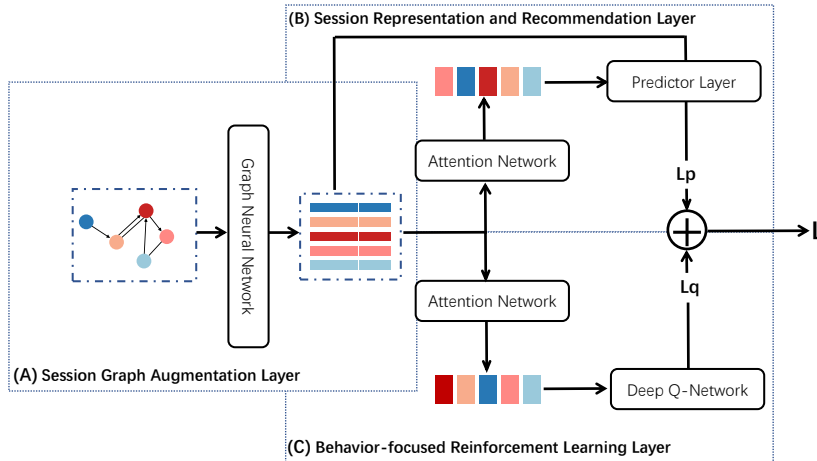 (B) Session Representation and Recommendation Layer
Predictor Layer
Attention Network
Graph Neural Network
Lp
L
Attention Network
Lq
(A) Session Graph Augmentation Layer
Deep Q-Network
(C) Behavior-focused Reinforcement Learning Layer